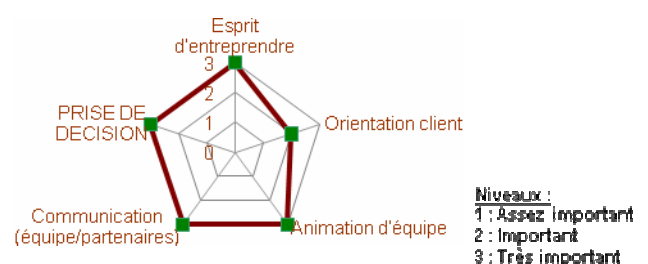 Esprit
d'entreprendre
3
2
1
0
Orientation client
Animation d'équipe
Communication
(équipe/partenaires)
PRISE DE
DECISION
Niveaux :
1 : Assez important
2 : Important
3 : Très important